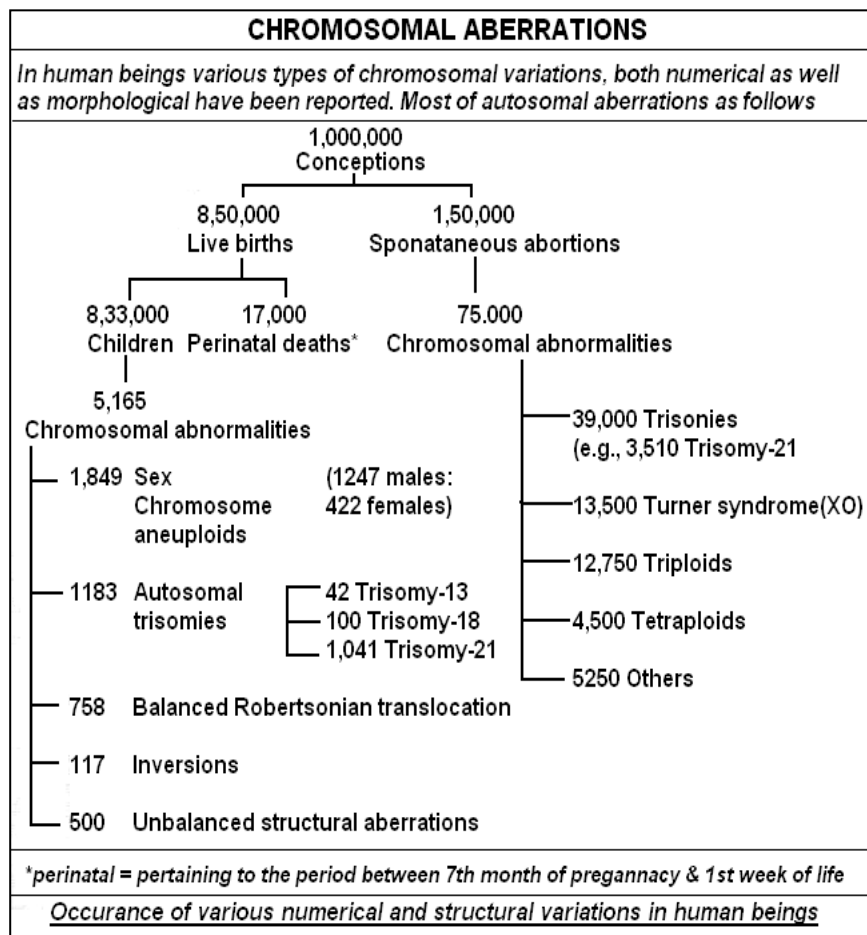 CHROMOSOMAL ABERRATIONS
In human beings various types of chromosomal variations, both numerical as well
as morphological have been reported. Most of autosomal aberrations as follows
1,000,000
Conceptions
8,50,000 1,50,000
Live births Sponataneous abortions
8,33,000 17,000 75.000
Children Perinatal deaths* Chromosomal abnormalities
5,165
Chromosomal abnormalities
1,849 Sex (1247 males:
Chromosome 422 females)
aneuploids
1183 Autosomal 42 Trisomy-13
trisomies 100 Trisomy-18
1,041 Trisomy-21
758 Balanced Robertsonian translocation
117 Inversions
500 Unbalanced structural aberrations
39,000 Trisonies
(e.g., 3,510 Trisomy-21
13,500 Turner syndrome(XO)
12,750 Triploids
4,500 Tetraploids
5250 Others
*perinatal = pertaining to the period between 7th month of pregannacy & 1st week of life
Occurance of various numerical and structural variations in human beings